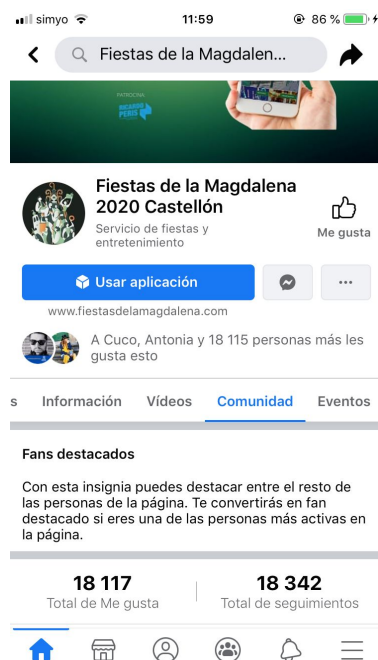 simyo 11:59 86 %
Fiestas de la Magdalen...
PATROCINA
RICARDO
PERIS
Fiestas de la Magdalena
2020 Castellón
Servicio de fiestas y
entretenimiento
Me gusta
Usar aplicación
www.fiestasdelamagdalena.com
A Cuco, Antonia y 18 115 personas más les
gusta esto
s Información Vídeos Comunidad Eventos
Fans destacados
Con esta insignia puedes destacar entre el resto de
las personas de la página. Te convertirás en fan
destacado si eres una de las personas más activas en
la página.
18 117 18 342
Total de Me gusta Total de seguimientos